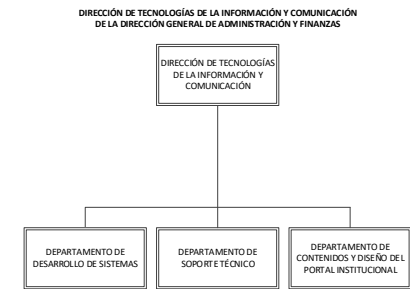 DIRECCIÓN DE TECNOLOGÍAS DE LA INFORMACIÓN Y COMUNICACIÓN
DE LA DIRECCIÓN GENERAL DE ADMINISTRACIÓN Y FINANZAS
DIRECCIÓN DE TECNOLOGÍAS
DE LA INFORMACIÓN Y
COMUNICACIÓN
DEPARTAMENTO DE
DESARROLLO DE SISTEMAS
DEPARTAMENTO DE
SOPORTE TÉCNICO
DEPARTAMENTO DE
CONTENIDOS Y DISEÑO DEL
PORTAL INSTITUCIONAL